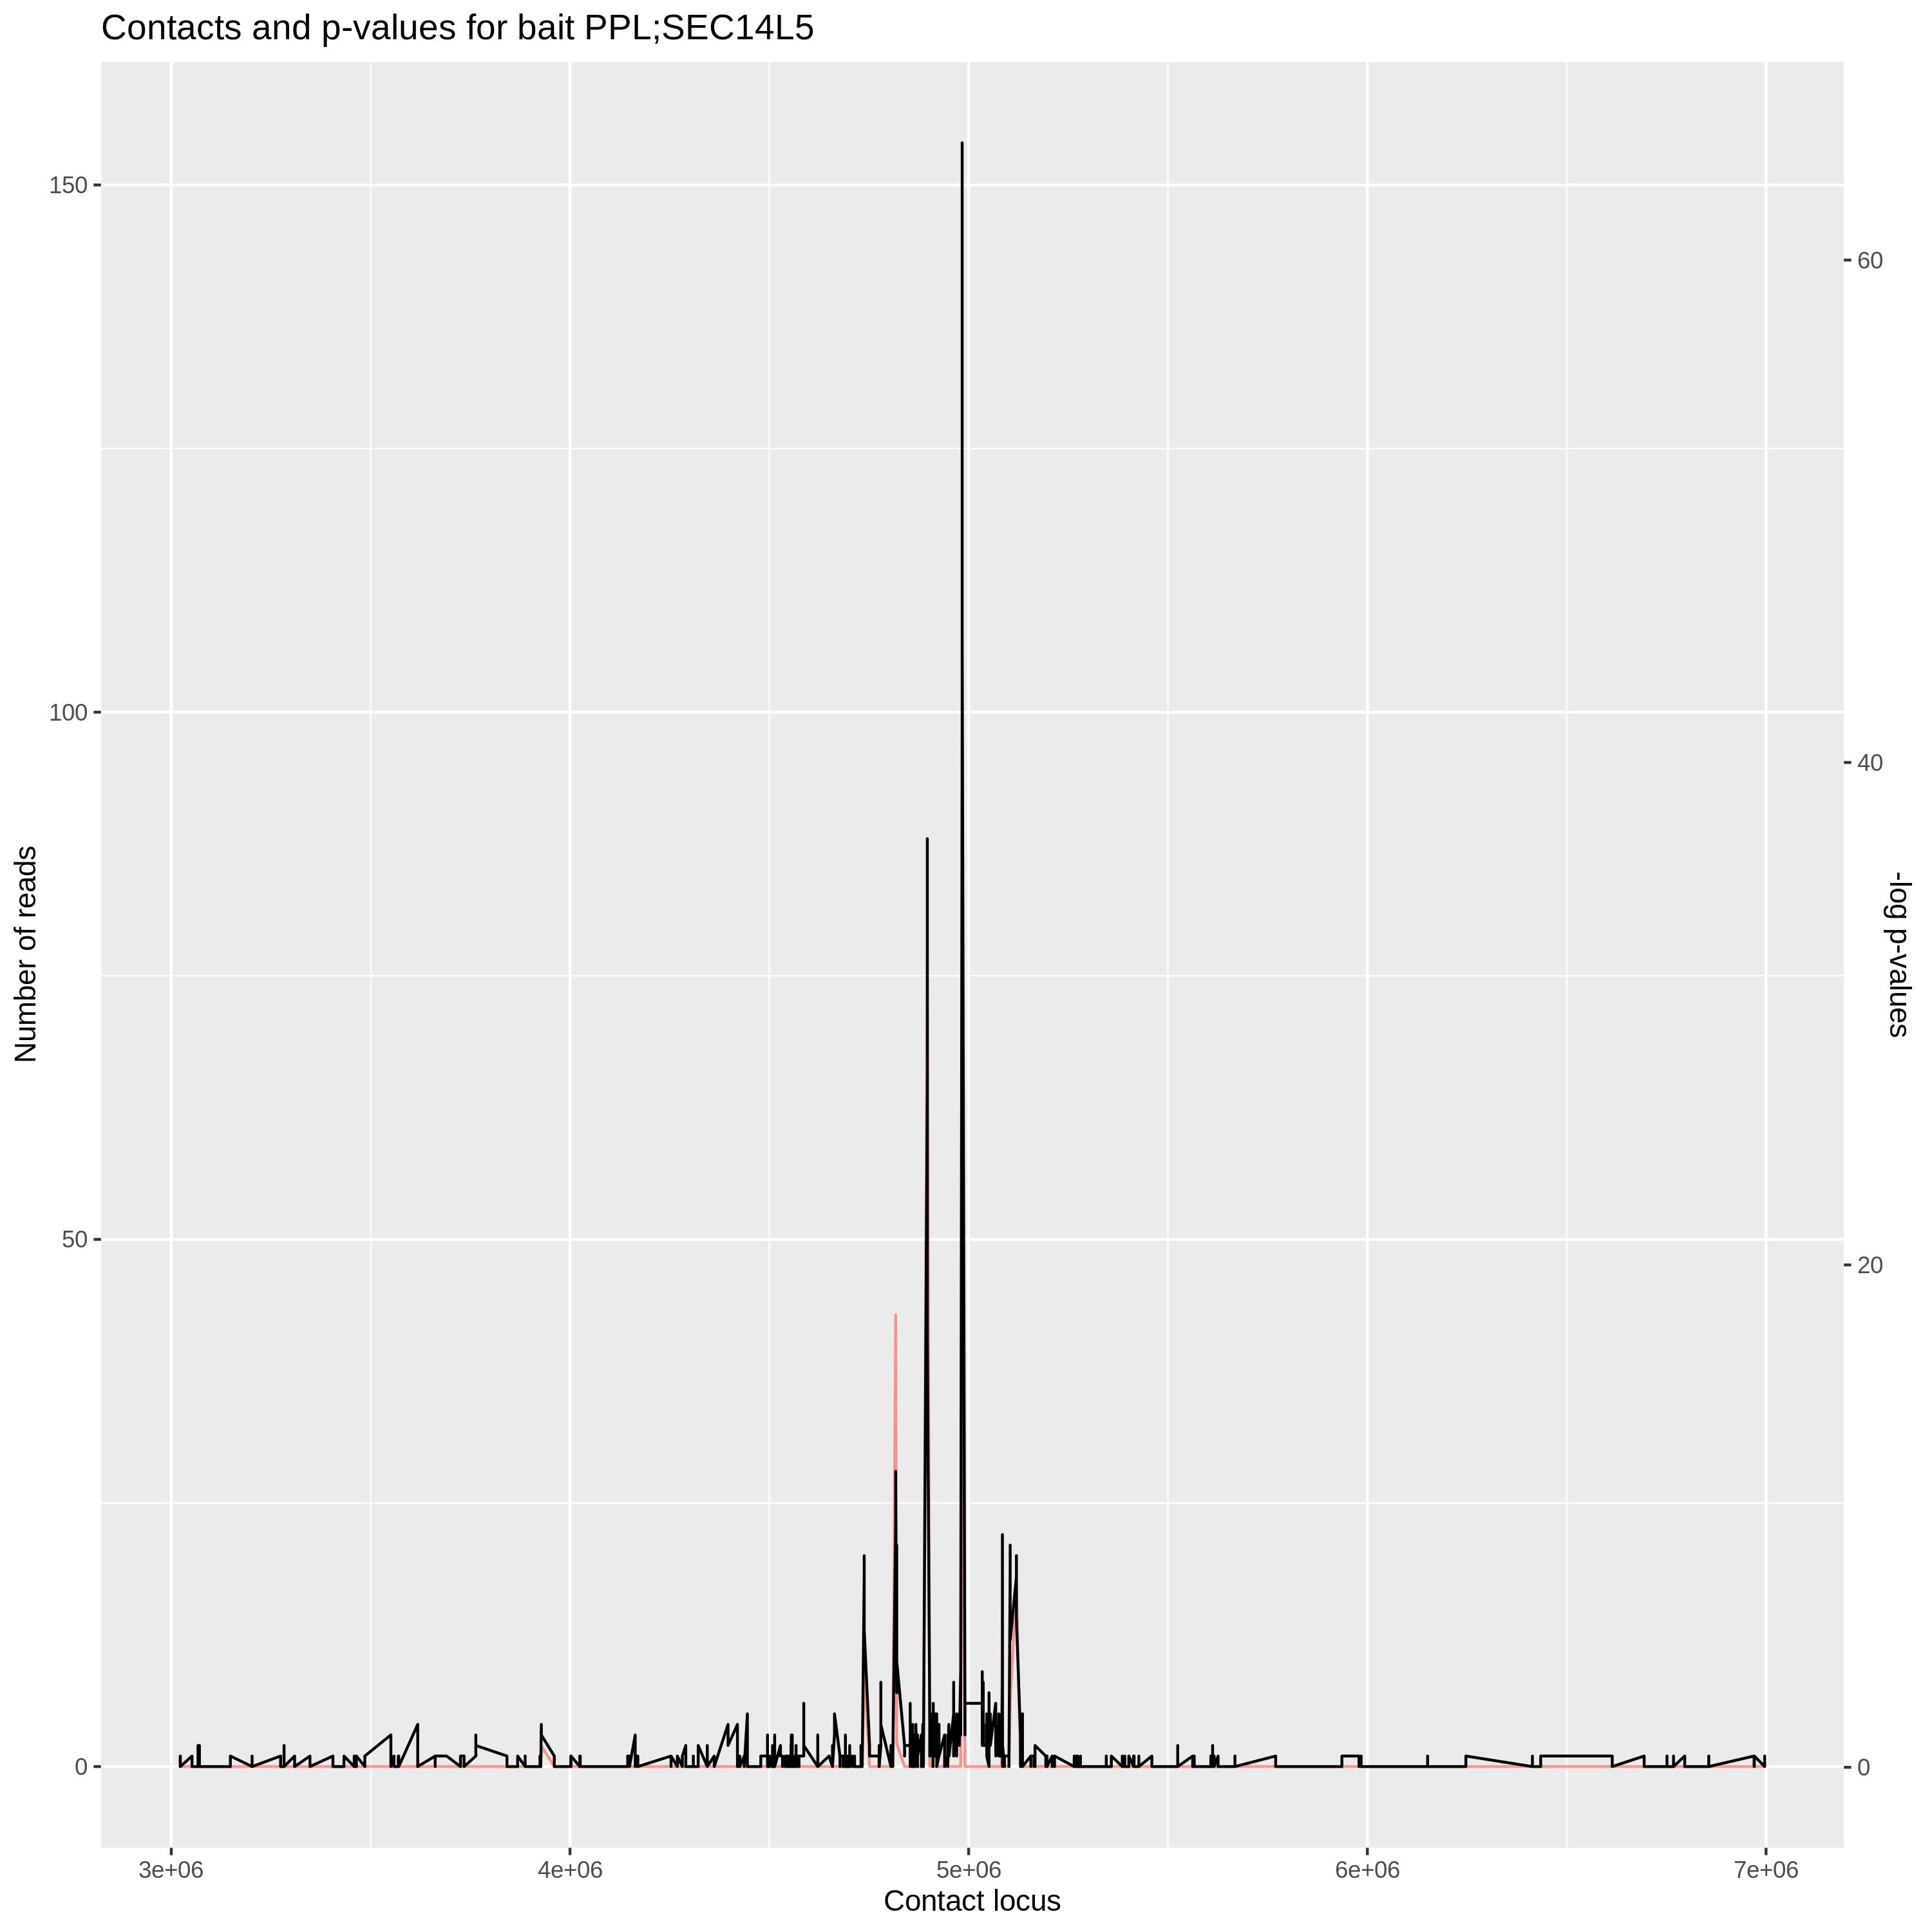 Contacts and p-values for bait PPL;SEC14L5
150
100
50
0
Number of reads
60
40
20
0
-log p-values
3e+06
4e+06
5e+06
6e+06
7e+06
Contact locus